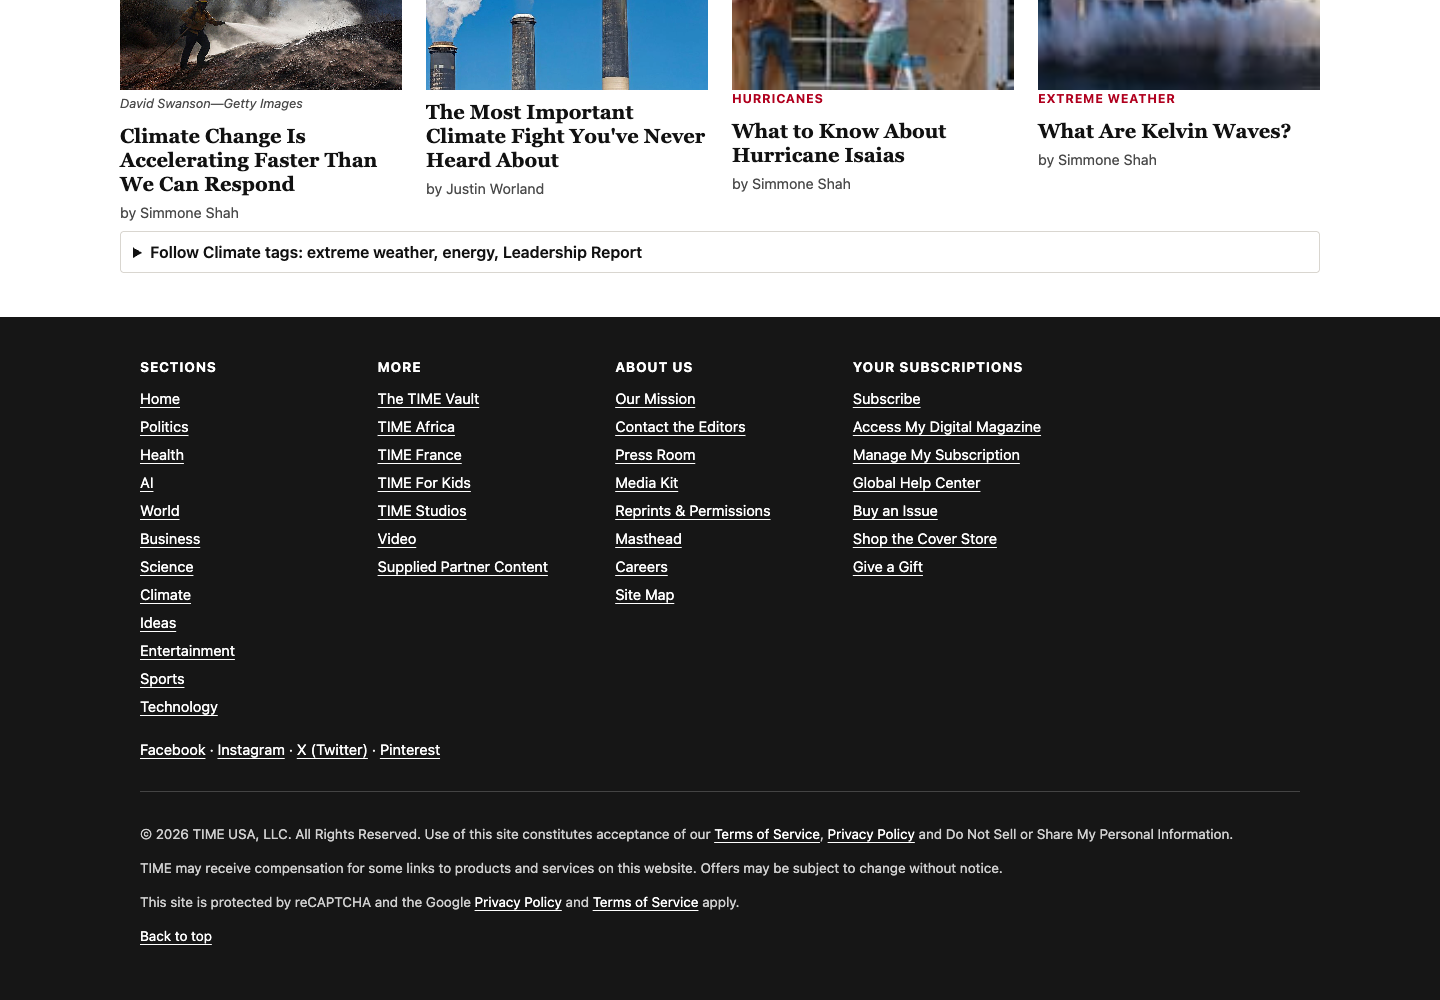 David Swanson—Getty Images
Climate Change Is
Accelerating Faster Than
We Can Respond
by Simmone Shah
The Most Important
Climate Fight You've Never
Heard About
by Justin Worland
HURRICANES
What to Know About
Hurricane Isaias
by Simmone Shah
EXTREME WEATHER
What Are Kelvin Waves?
by Simmone Shah
Follow Climate tags: extreme weather, energy, Leadership Report
SECTIONS
Home
Politics
Health
AI
World
Business
Science
Climate
Ideas
Entertainment
Sports
Technology
MORE
The TIME Vault
TIME Africa
TIME France
TIME For Kids
TIME Studios
Video
Supplied Partner Content
ABOUT US
Our Mission
Contact the Editors
Press Room
Media Kit
Reprints & Permissions
Masthead
Careers
Site Map
YOUR SUBSCRIPTIONS
Subscribe
Access My Digital Magazine
Manage My Subscription
Global Help Center
Buy an Issue
Shop the Cover Store
Give a Gift
Facebook · Instagram · X (Twitter) · Pinterest
© 2026 TIME USA, LLC. All Rights Reserved. Use of this site constitutes acceptance of our Terms of Service, Privacy Policy and Do Not Sell or Share My Personal Information.
TIME may receive compensation for some links to products and services on this website. Offers may be subject to change without notice.
This site is protected by reCAPTCHA and the Google Privacy Policy and Terms of Service apply.
Back to top